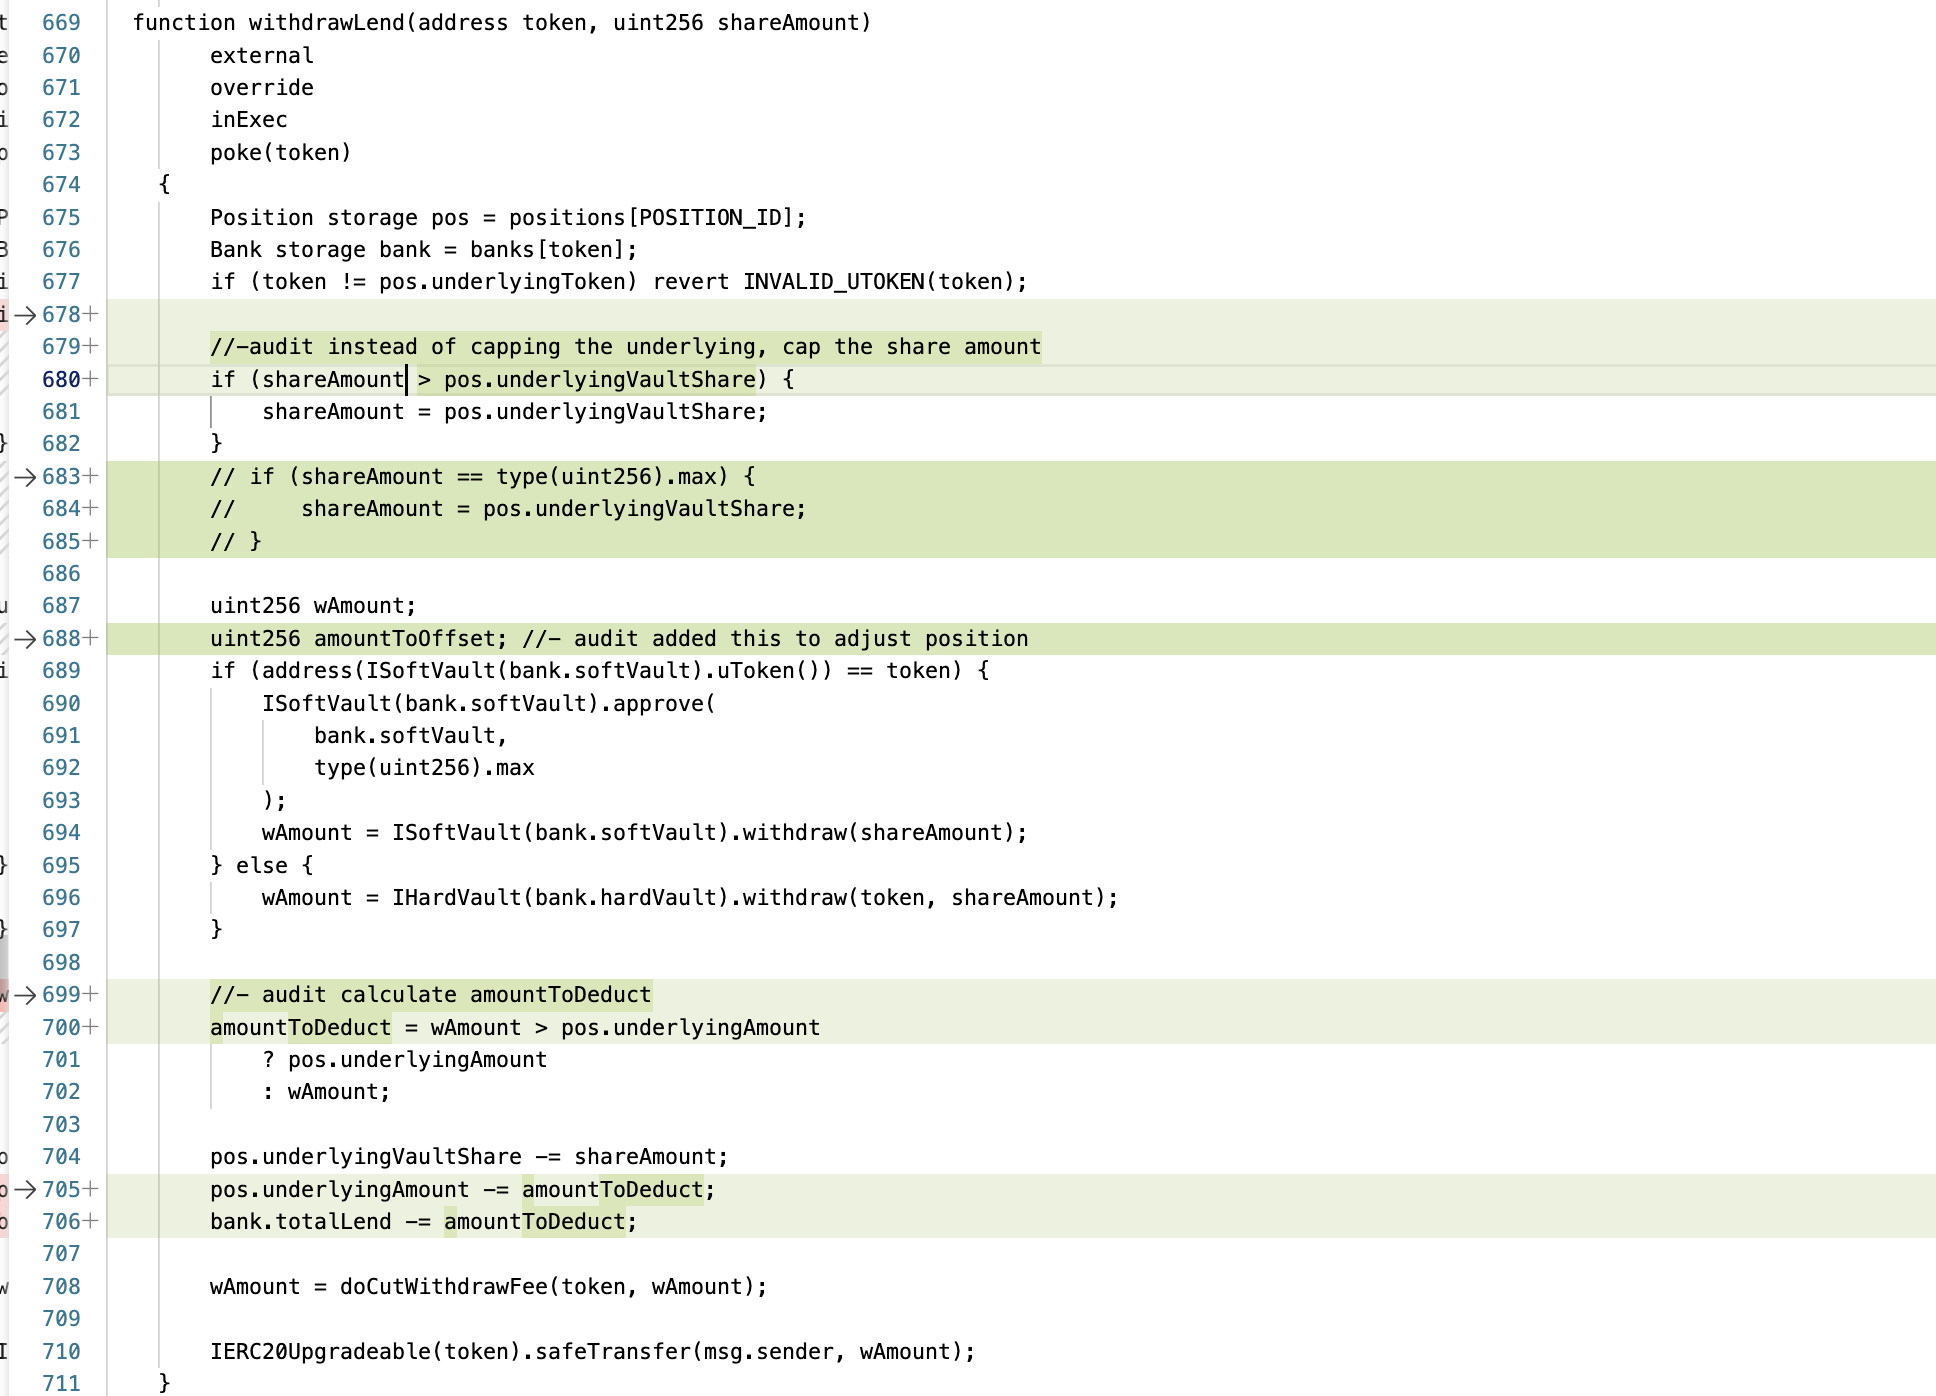 669 function withdrawLend(address token, uint256 shareAmount)
670 external
671 override
672 inExec
673 poke(token)
674 {
675 Position storage pos = positions[POSITION_ID];
676 Bank storage bank = banks[token];
677 if (token != pos.underlyingToken) revert INVALID_UTOKEN(token);
678+
679+ //-audit instead of capping the underlying, cap the share amount
680+ if (shareAmount > pos.underlyingVaultShare) {
681 shareAmount = pos.underlyingVaultShare;
682 }
683+ // if (shareAmount == type(uint256).max) {
684+ //     shareAmount = pos.underlyingVaultShare;
685+ // }
686
687 uint256 wAmount;
688+ uint256 amountToOffset; //- audit added this to adjust position
689 if (address(ISoftVault(bank.softVault).uToken()) == token) {
690 ISoftVault(bank.softVault).approve(
691 bank.softVault,
692 type(uint256).max
693 );
694 wAmount = ISoftVault(bank.softVault).withdraw(shareAmount);
695 } else {
696 wAmount = IHardVault(bank.hardVault).withdraw(token, shareAmount);
697 }
698
699+ //- audit calculate amountToDeduct
700+ amountToDeduct = wAmount > pos.underlyingAmount
701 ? pos.underlyingAmount
702 : wAmount;
703
704 pos.underlyingVaultShare -= shareAmount;
705+ pos.underlyingAmount -= amountToDeduct;
706+ bank.totalLend -= amountToDeduct;
707
708 wAmount = doCutWithdrawFee(token, wAmount);
709
710 IERC20Upgradeable(token).safeTransfer(msg.sender, wAmount);
711 }